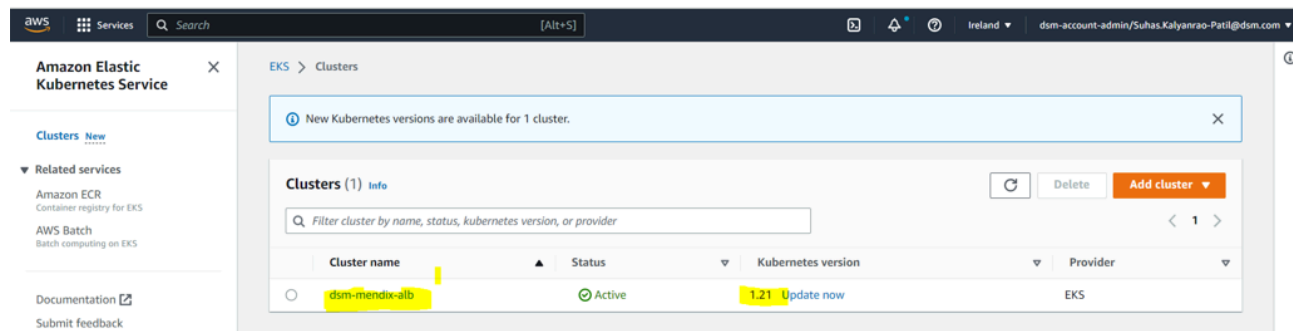 aws Services Search [Alt+S] Ireland dsm-account-admin/Suhas.Kalyanrao-Patil@dsm.com
Amazon Elastic
Kubernetes Service
Clusters New
Related services
Amazon ECR
Container registry for EKS
AWS Batch
Batch computing on EKS
Documentation
Submit feedback
EKS > Clusters
New Kubernetes versions are available for 1 cluster.
Clusters (1) Info Delete Add cluster
Filter cluster by name, status, kubernetes version, or provider 1
Cluster name Status Kubernetes version Provider
dsm-mendix-alb Active 1.21 Update now EKS